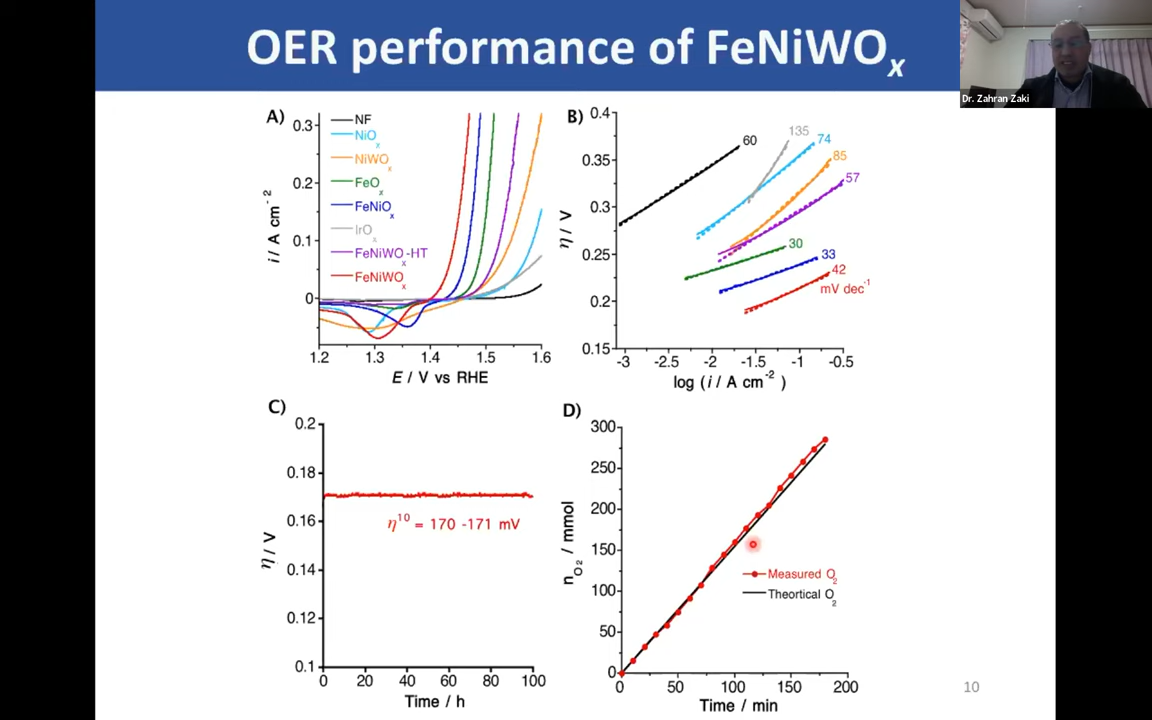 OER performance of FeNiWOx
Dr. Zahran Zaki
A)
NF
NiOx
NiWOx
FeOx
FeNiOx
IrOx
FeNiWOx-HT
FeNiWOx
0.3
0.2
0.1
0
i / A cm-2
1.2 1.3 1.4 1.5 1.6
E / V vs RHE
B)
0.4
0.35
0.3
0.25
0.2
0.15
η / V
60
135
74
85
57
30
33
42
mV dec-1
-3 -2.5 -2 -1.5 -1 -0.5
log (i / A cm-2)
C)
0.2
0.18
0.16
0.14
0.12
0.1
η / V
η10 = 170 -171 mV
0 20 40 60 80 100
Time / h
D)
300
250
200
150
100
50
0
nO2 / mmol
Measured O2
Theortical O2
0 50 100 150 200
Time / min
10